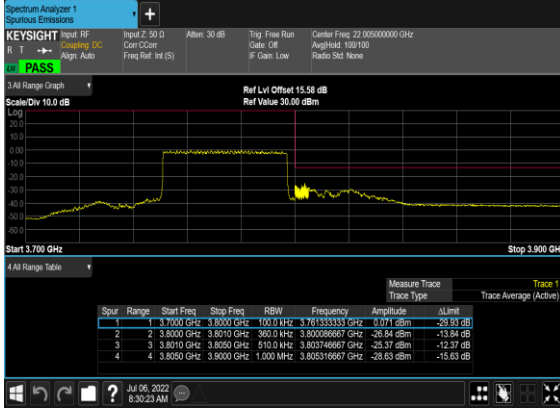 Spectrum Analyzer 1
Spurious Emissions
+
KEYSIGHT Input: RF Input Z: 50 Ω Atten: 30 dB Trig: Free Run Center Freq: 22.005000000 GHz
R T Coupling: DC Corr CCorr Gate: Off Avg|Hold: 100/100
Align: Auto Freq Ref: Int (S) IF Gain: Low Radio Std: None
PASS
3 All Range Graph
Ref Lvl Offset 15.58 dB
Scale/Div 10.0 dB Ref Value 30.00 dBm
Log
20.0
10.0
0.00
-10.0
-20.0
-30.0
-40.0
-50.0
-60.0
Start 3.700 GHz Stop 3.900 GH
4 All Range Table
Measure Trace Trace 1
Trace Type Trace Average (Active)
Spur Range Start Freq Stop Freq RBW Frequency Amplitude ΔLimit
1 1 3.7000 GHz 3.8000 GHz 100.0 kHz 3.761333333 GHz 0.071 dBm -29.93 dB
2 2 3.8000 GHz 3.8010 GHz 360.0 kHz 3.800086667 GHz -26.84 dBm -13.84 dB
3 3 3.8010 GHz 3.8050 GHz 510.0 kHz 3.803746667 GHz -25.37 dBm -12.37 dB
4 4 3.8050 GHz 3.9000 GHz 1.000 MHz 3.805316667 GHz -28.63 dBm -15.63 dB
? Jul 06, 2022
8:30:23 AM